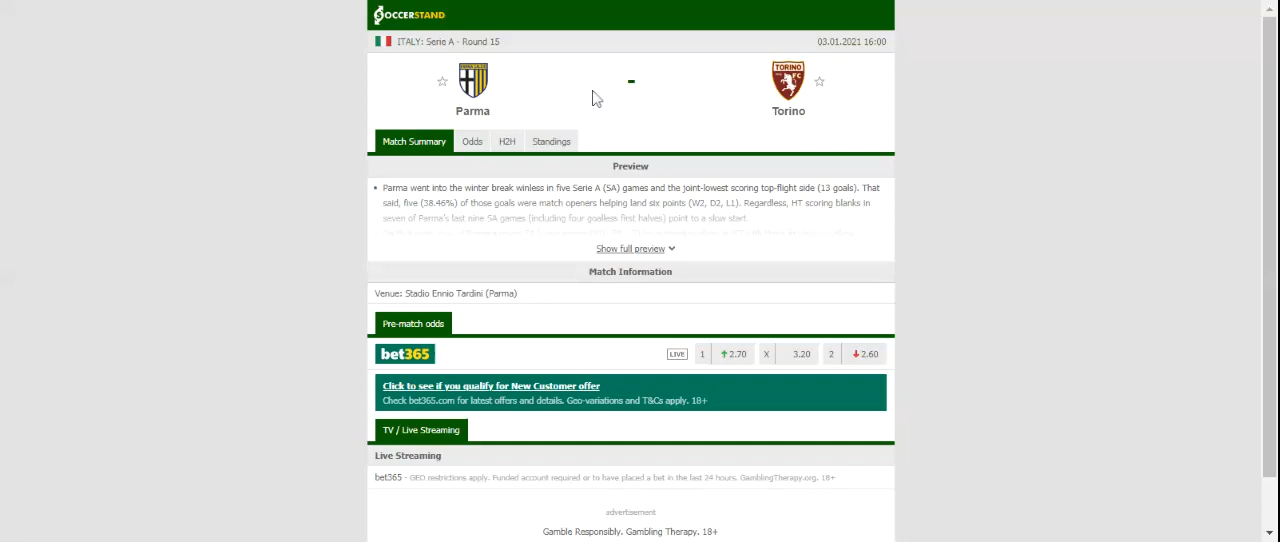 SOCCERSTAND
ITALY: Serie A - Round 15
03.01.2021 16:00
-
Parma
Torino
Match Summary
Odds
H2H
Standings
Preview
• Parma went into the winter break winless in five Serie A (SA) games and the joint-lowest scoring top-flight side (13 goals). That
said, five (38.46%) of those goals were match openers helping land six points (W2, D2, L1). Regardless, HT scoring blanks in
seven of Parma's last nine SA games (including four goalless first halves) point to a slow start.
Show full preview
Match Information
Venue: Stadio Ennio Tardini (Parma)
Pre-match odds
bet365
LIVE
1 2.70
X 3.20
2 2.60
Click to see if you qualify for New Customer offer
Check bet365.com for latest offers and details. Geo-variations and T&Cs apply. 18+
TV / Live Streaming
Live Streaming
bet365 - GEO restrictions apply. Funded account required or to have placed a bet in the last 24 hours. GamblingTherapy.org. 18+
advertisement
Gamble Responsibly. Gambling Therapy. 18+